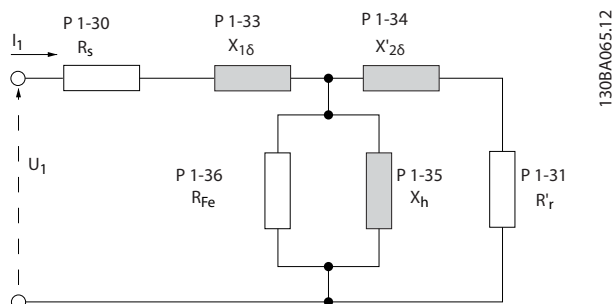 P 1-30
P 1-33
P 1-34
I1
Rs
X1δ
X'2δ
U1
P 1-36
RFe
P 1-35
Xh
P 1-31
R'r
130BA065.12